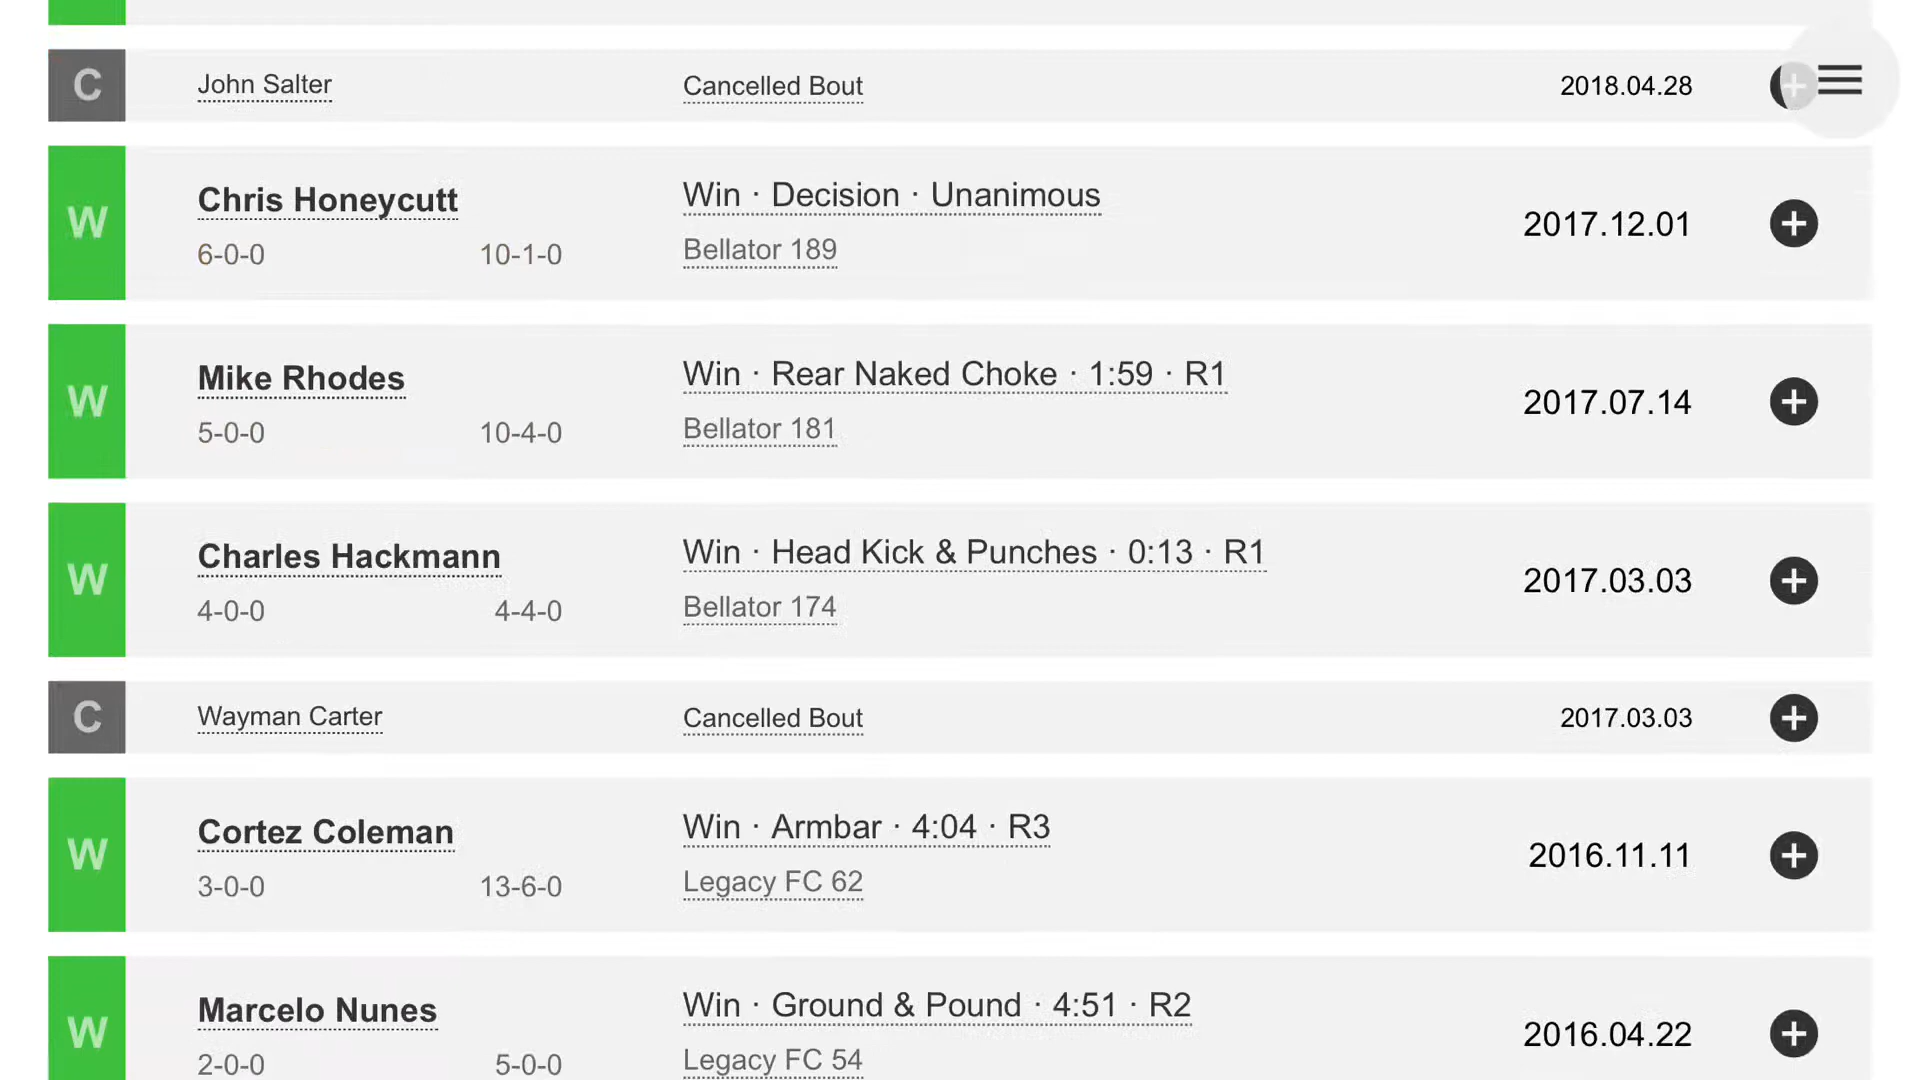 C John Salter Cancelled Bout 2018.04.28
W Chris Honeycutt Win · Decision · Unanimous 2017.12.01
6-0-0 10-1-0 Bellator 189
W Mike Rhodes Win · Rear Naked Choke · 1:59 · R1 2017.07.14
5-0-0 10-4-0 Bellator 181
W Charles Hackmann Win · Head Kick & Punches · 0:13 · R1 2017.03.03
4-0-0 4-4-0 Bellator 174
C Wayman Carter Cancelled Bout 2017.03.03
W Cortez Coleman Win · Armbar · 4:04 · R3 2016.11.11
3-0-0 13-6-0 Legacy FC 62
W Marcelo Nunes Win · Ground & Pound · 4:51 · R2 2016.04.22
2-0-0 5-0-0 Legacy FC 54